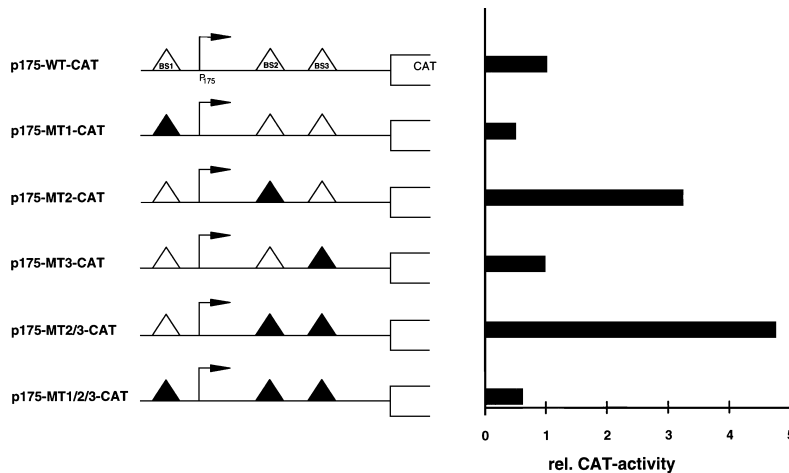 p175-WT-CAT
BS1
P175
BS2
BS3
CAT
p175-MT1-CAT
p175-MT2-CAT
p175-MT3-CAT
p175-MT2/3-CAT
p175-MT1/2/3-CAT
0 1 2 3 4 5
rel. CAT-activity